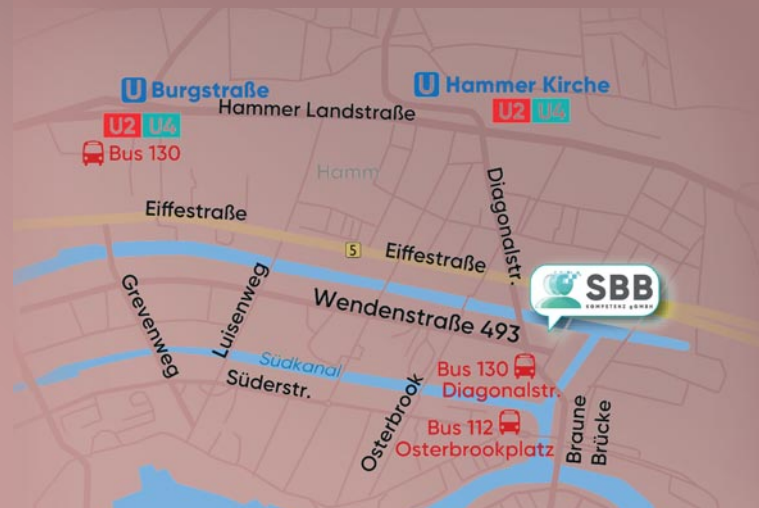 U Burgstraße
U2 U4
Bus 130
U Hammer Kirche
U2 U4
Hammer Landstraße
Hamm
Diagonalstr.
Eiffestraße
5
Eiffestraße
SBB
KOMPETENZ gGMBH
Grevenweg
Luisenweg
Wendenstraße 493
Südkanal
Süderstr.
Bus 130
Diagonalstr.
Osterbrook
Bus 112
Osterbrookplatz
Braune
Brücke